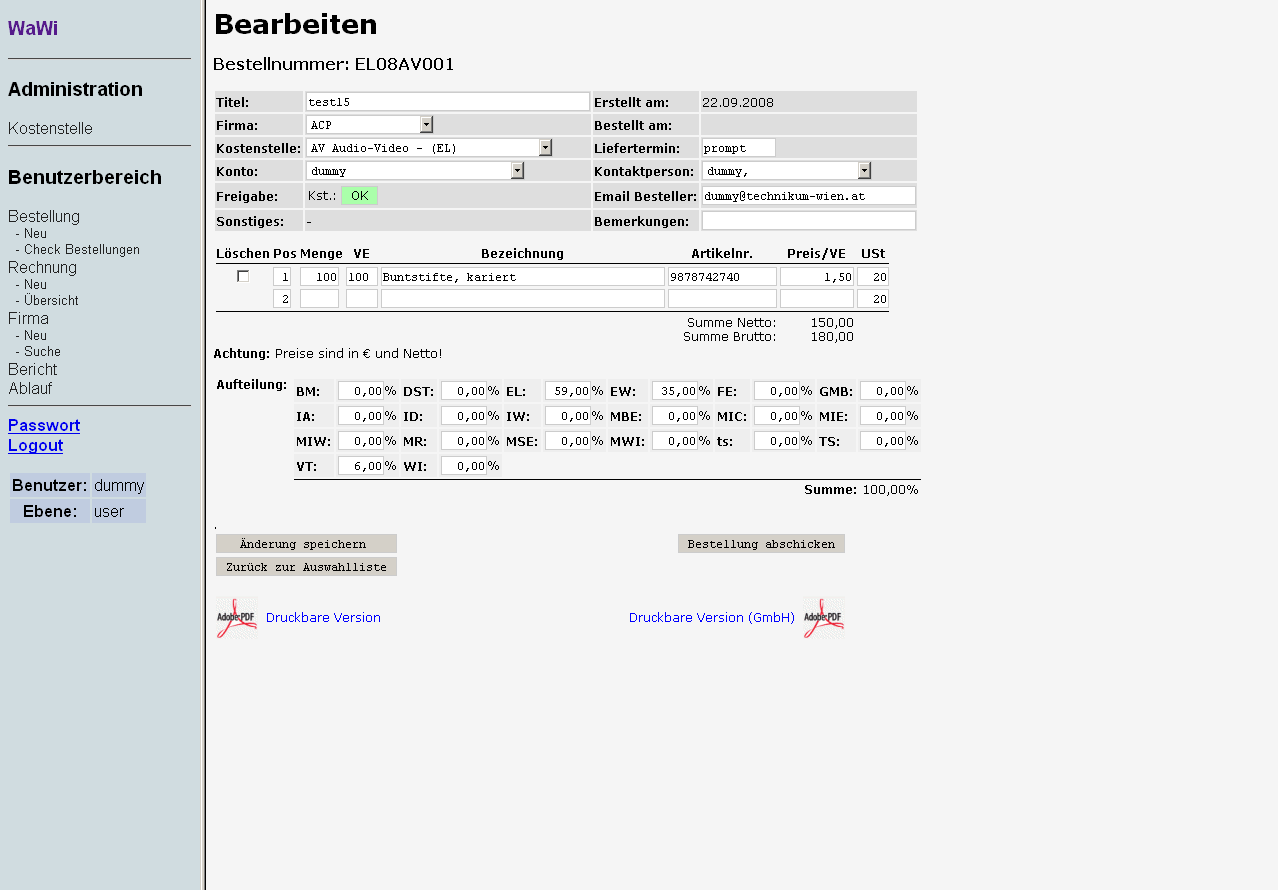 WaWi
Administration
Kostenstelle
Benutzerbereich
Bestellung
- Neu
- Check Bestellungen
Rechnung
- Neu
- Übersicht
Firma
- Neu
- Suche
Bericht
Ablauf
Passwort
Logout
Benutzer: dummy
Ebene: user
Bearbeiten
Bestellnummer: EL08AV001
Titel: test15 Erstellt am: 22.09.2008
Firma: ACP Bestellt am:
Kostenstelle: AV Audio-Video - (EL) Liefertermin: prompt
Konto: dummy Kontaktperson: dummy,
Freigabe: Kst.: OK Email Besteller: dummy@technikum-wien.at
Sonstiges: - Bemerkungen:
Löschen Pos Menge VE Bezeichnung Artikelnr. Preis/VE USt
1 100 100 Buntstifte, kariert 9878742740 1,50 20
2 20
Summe Netto: 150,00
Summe Brutto: 180,00
Achtung: Preise sind in € und Netto!
Aufteilung: BM: 0,00% DST: 0,00% EL: 59,00% EW: 35,00% FE: 0,00% GMB: 0,00%
IA: 0,00% ID: 0,00% IW: 0,00% MBE: 0,00% MIC: 0,00% MIE: 0,00%
MIW: 0,00% MR: 0,00% MSE: 0,00% MWI: 0,00% ts: 0,00% TS: 0,00%
VT: 6,00% WI: 0,00%
Summe: 100,00%
.
Änderung speichern Bestellung abschicken
Zurück zur Auswahlliste
Adobe PDF Druckbare Version Druckbare Version (GmbH) Adobe PDF